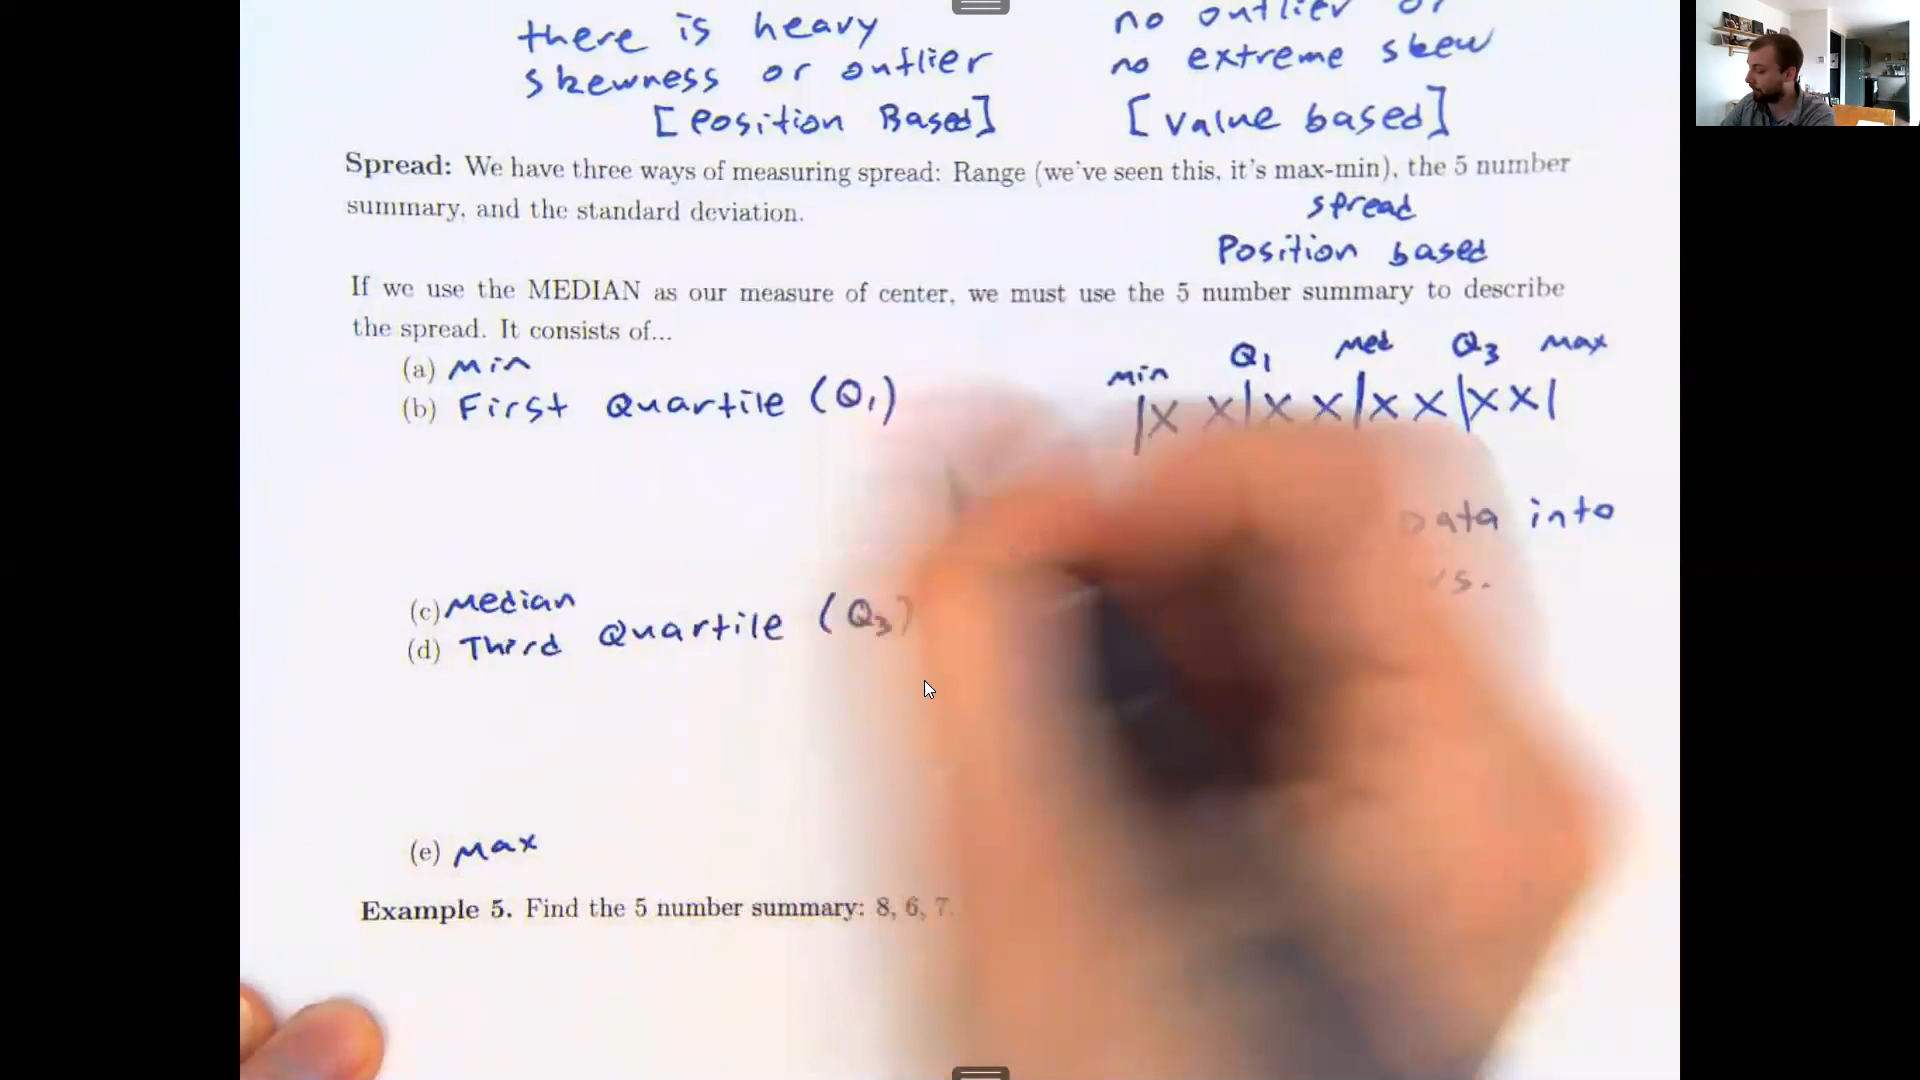 there is heavy
skewness or outlier
[Position Based]
no outlier or
no extreme skew
[value based]
Spread: We have three ways of measuring spread: Range (we've seen this, it's max-min), the 5 number
summary, and the standard deviation.
spread
Position based
If we use the MEDIAN as our measure of center, we must use the 5 number summary to describe
the spread. It consists of...
(a) Min
(b) First Quartile (Q1)
min Q1 med Q3 max
|X X|X X|X X|X X|
Data into
(c) Median
(d) Third Quartile (Q3)
(e) Max
Example 5. Find the 5 number summary: 8, 6, 7,